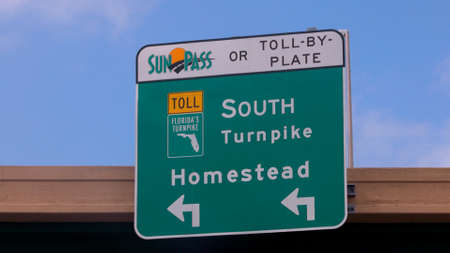 SUNPASS OR TOLL-BY-
PLATE
TOLL
FLORIDA'S
TURNPIKE
SOUTH
Turnpike
Homestead